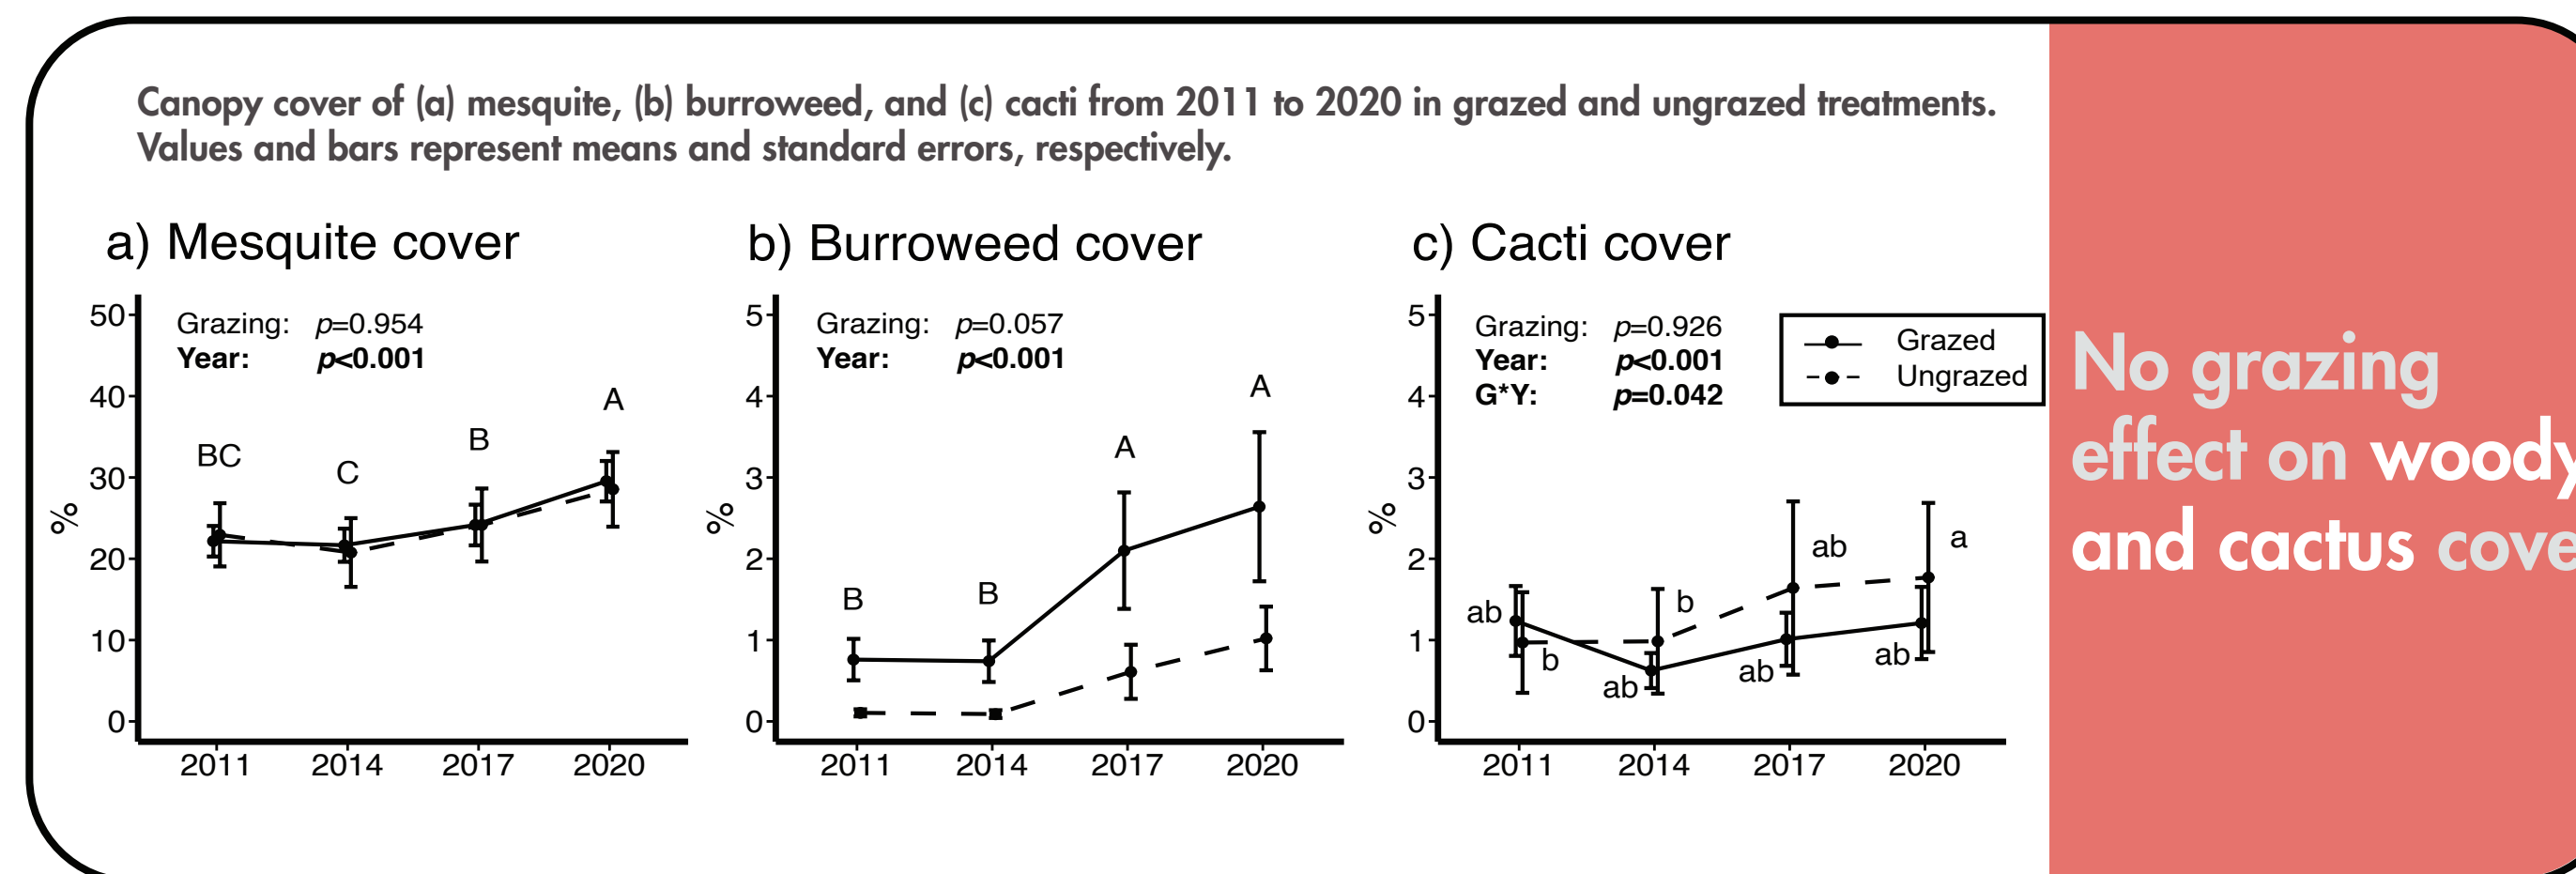 Canopy cover of (a) mesquite, (b) burroweed, and (c) cacti from 2011 to 2020 in grazed and ungrazed treatments.
Values and bars represent means and standard errors, respectively.
a) Mesquite cover
50
40
30
20
10
0
%
Grazing: p=0.954
Year: p<0.001
BC
C
B
A
2011 2014 2017 2020
b) Burroweed cover
5
4
3
2
1
0
%
Grazing: p=0.057
Year: p<0.001
B
B
A
A
2011 2014 2017 2020
c) Cacti cover
5
4
3
2
1
0
%
Grazing: p=0.926
Year: p<0.001
G*Y: p=0.042
Grazed
Ungrazed
ab
b
b
ab
ab
ab
a
ab
2011 2014 2017 2020
No grazing
effect on woody
and cactus cove